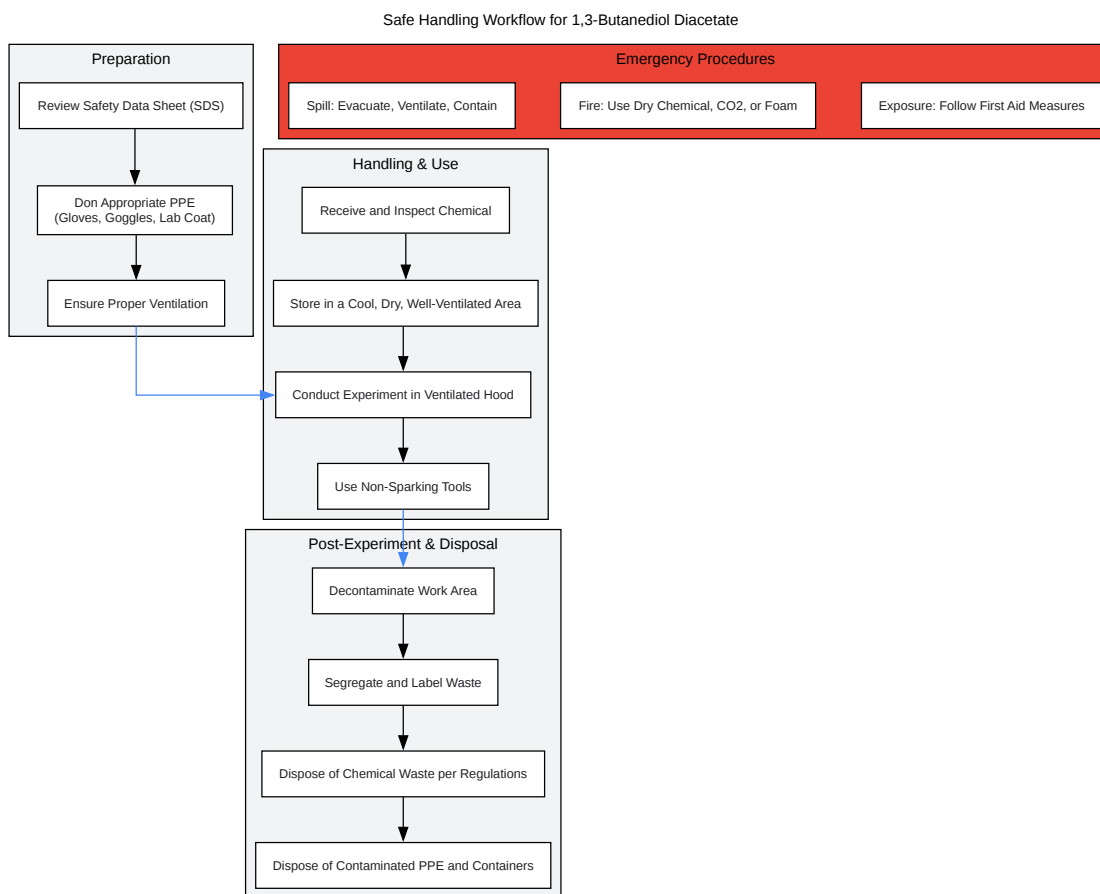 Safe Handling Workflow for 1,3-Butanediol Diacetate
Preparation
Review Safety Data Sheet (SDS)
Don Appropriate PPE
(Gloves, Goggles, Lab Coat)
Ensure Proper Ventilation
Emergency Procedures
Spill: Evacuate, Ventilate, Contain
Fire: Use Dry Chemical, CO2, or Foam
Exposure: Follow First Aid Measures
Handling & Use
Receive and Inspect Chemical
Store in a Cool, Dry, Well-Ventilated Area
Conduct Experiment in Ventilated Hood
Use Non-Sparking Tools
Post-Experiment & Disposal
Decontaminate Work Area
Segregate and Label Waste
Dispose of Chemical Waste per Regulations
Dispose of Contaminated PPE and Containers